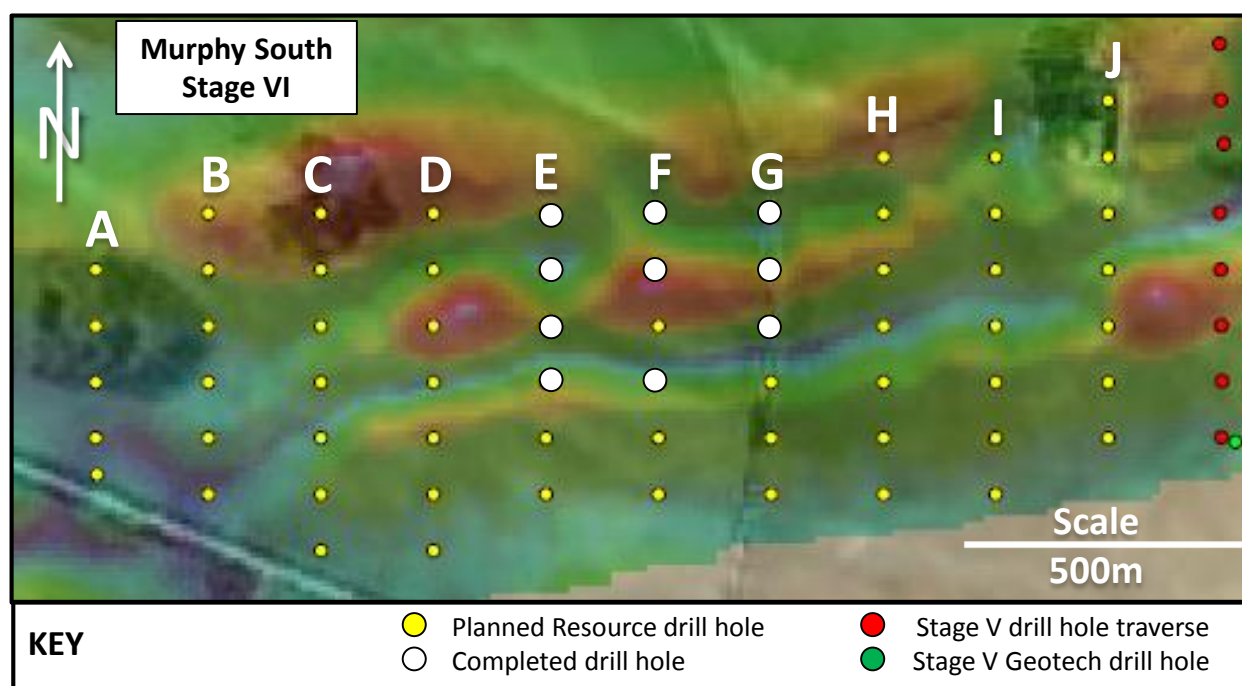 Murphy South
Stage VI
N
A
B
C
D
E
F
G
H
I
J
Scale
500m
KEY
Planned Resource drill hole
Completed drill hole
Stage V drill hole traverse
Stage V Geotech drill hole